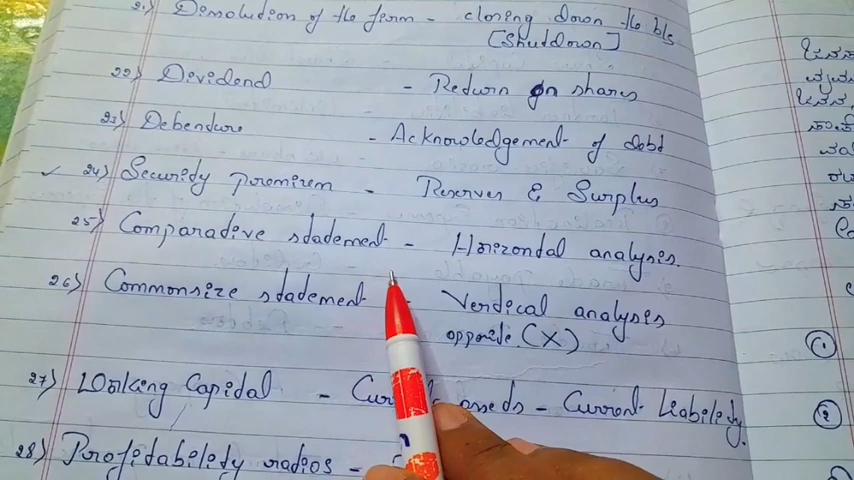 21) Dissolution of the firm - closing down the b/s
[Shutdown]
22) Dividend - Return on shares
23) Debenture - Acknowledgement of debt
24) Security premium - Reserves & Surplus
25) Comparative statement - Horizontal analysis.
26) Commonsize statement - Vertical analysis
opposite. (X)
27) Working Capital - Current assets - Current Liability.
28) Profitability ratios -
1
2